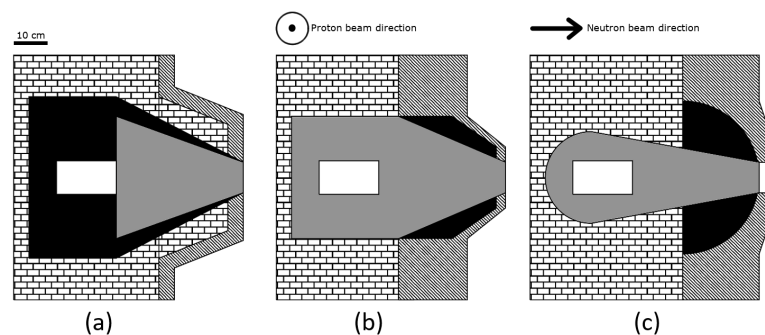 10 cm
Proton beam direction
Neutron beam direction
(a)
(b)
(c)